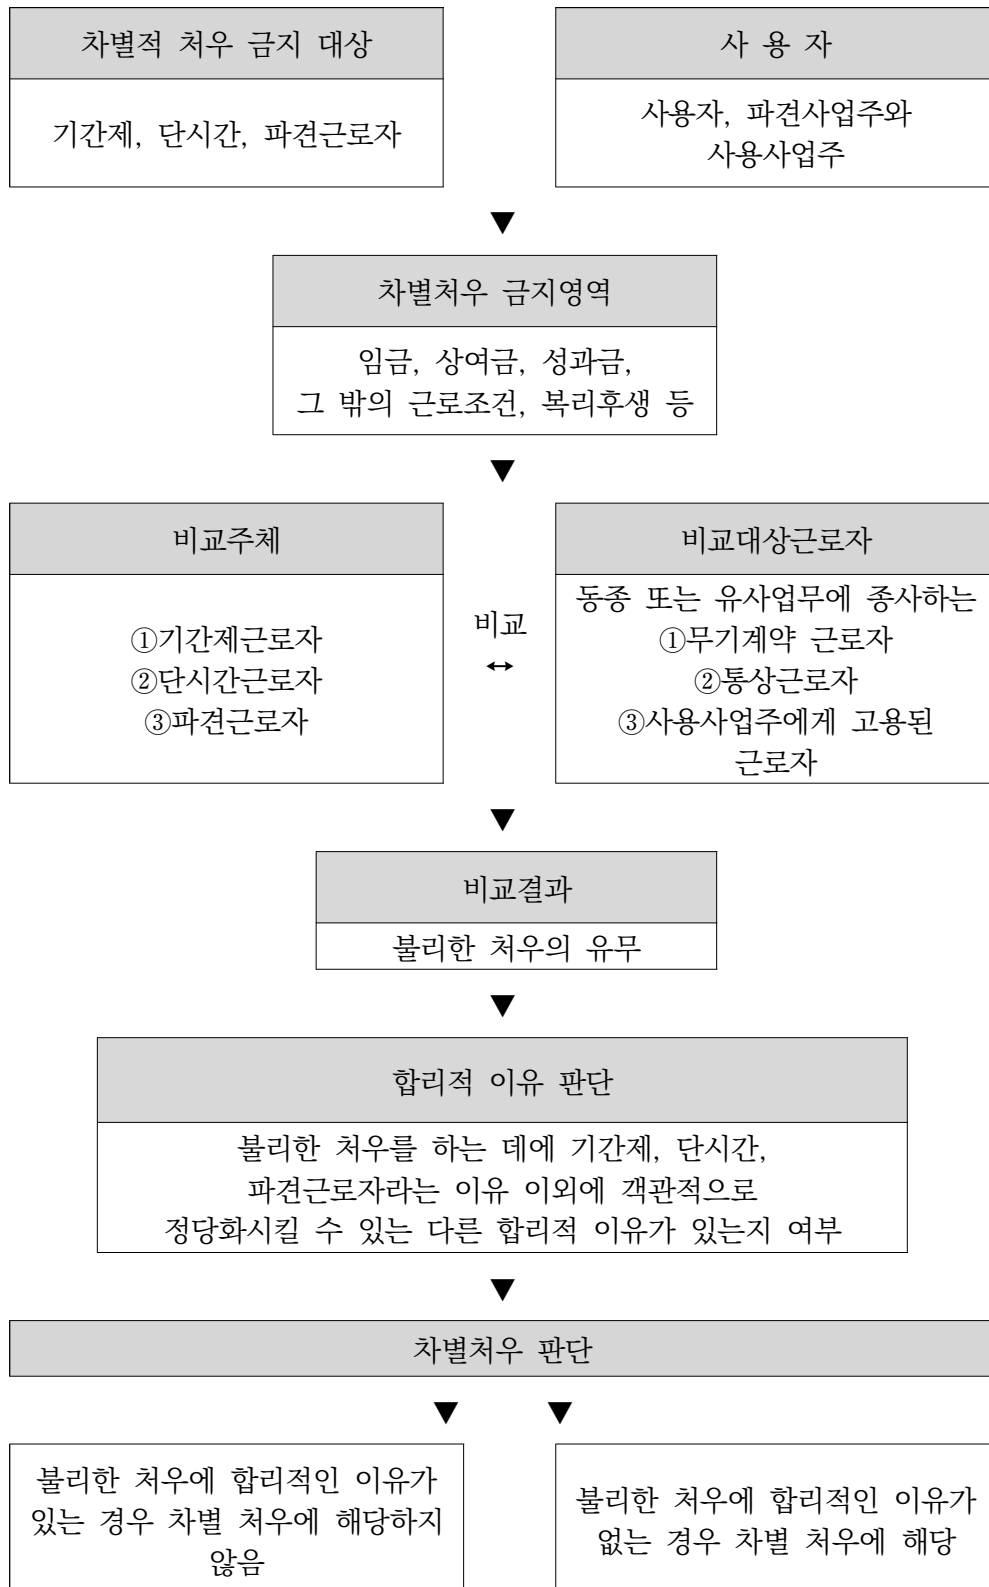 차별적 처우 금지 대상
기간제, 단시간, 파견근로자
사 용 자
사용자, 파견사업주와
사용사업주
▼
차별처우 금지영역
임금, 상여금, 성과금,
그 밖의 근로조건, 복리후생 등
▼
비교주체
①기간제근로자
②단시간근로자
③파견근로자
비교
↔
비교대상근로자
동종 또는 유사업무에 종사하는
①무기계약 근로자
②통상근로자
③사용사업주에게 고용된
근로자
▼
비교결과
불리한 처우의 유무
▼
합리적 이유 판단
불리한 처우를 하는 데에 기간제, 단시간,
파견근로자라는 이유 이외에 객관적으로
정당화시킬 수 있는 다른 합리적 이유가 있는지 여부
▼
차별처우 판단
▼ ▼
불리한 처우에 합리적인 이유가
있는 경우 차별 처우에 해당하지
않음
불리한 처우에 합리적인 이유가
없는 경우 차별 처우에 해당